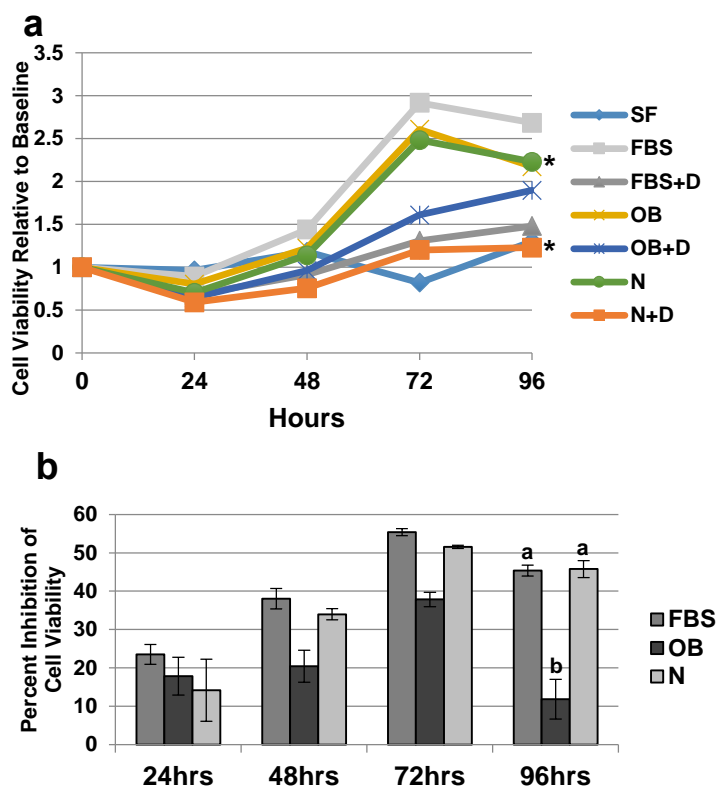 a
Cell Viability Relative to Baseline
3.5
3
2.5
2
1.5
1
0.5
0
0 24 48 72 96
Hours
*
*
SF
FBS
FBS+D
OB
OB+D
N
N+D
b
Percent Inhibition of
Cell Viability
60
50
40
30
20
10
0
a
b
a
24hrs 48hrs 72hrs 96hrs
FBS
OB
N